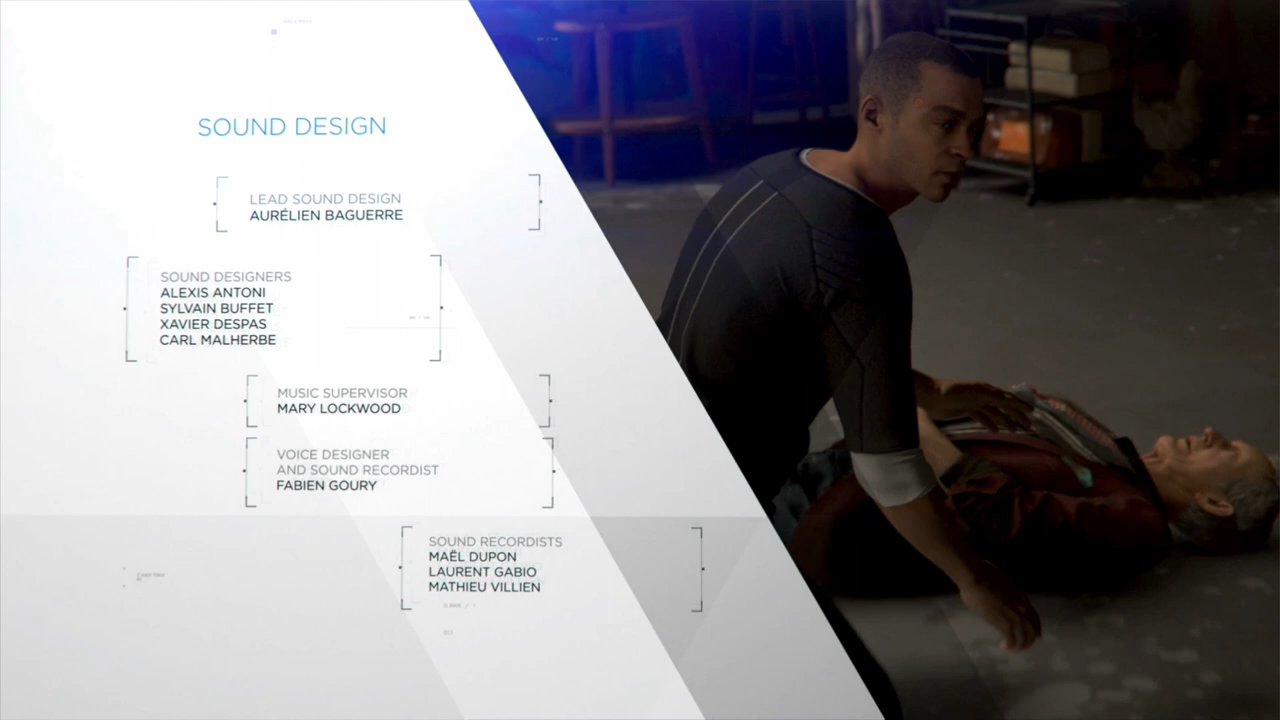 SOUND DESIGN
LEAD SOUND DESIGN
AURÉLIEN BAGUERRE
SOUND DESIGNERS
ALEXIS ANTONI
SYLVAIN BUFFET
XAVIER DESPAS
CARL MALHERBE
MUSIC SUPERVISOR
MARY LOCKWOOD
VOICE DESIGNER
AND SOUND RECORDIST
FABIEN GOURY
SOUND RECORDISTS
MAËL DUPON
LAURENT GABIO
MATHIEU VILLIEN